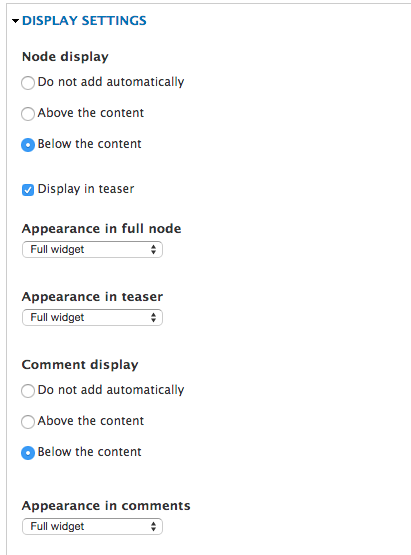 DISPLAY SETTINGS
Node display
Do not add automatically
Above the content
Below the content
Display in teaser
Appearance in full node
Full widget
Appearance in teaser
Full widget
Comment display
Do not add automatically
Above the content
Below the content
Appearance in comments
Full widget